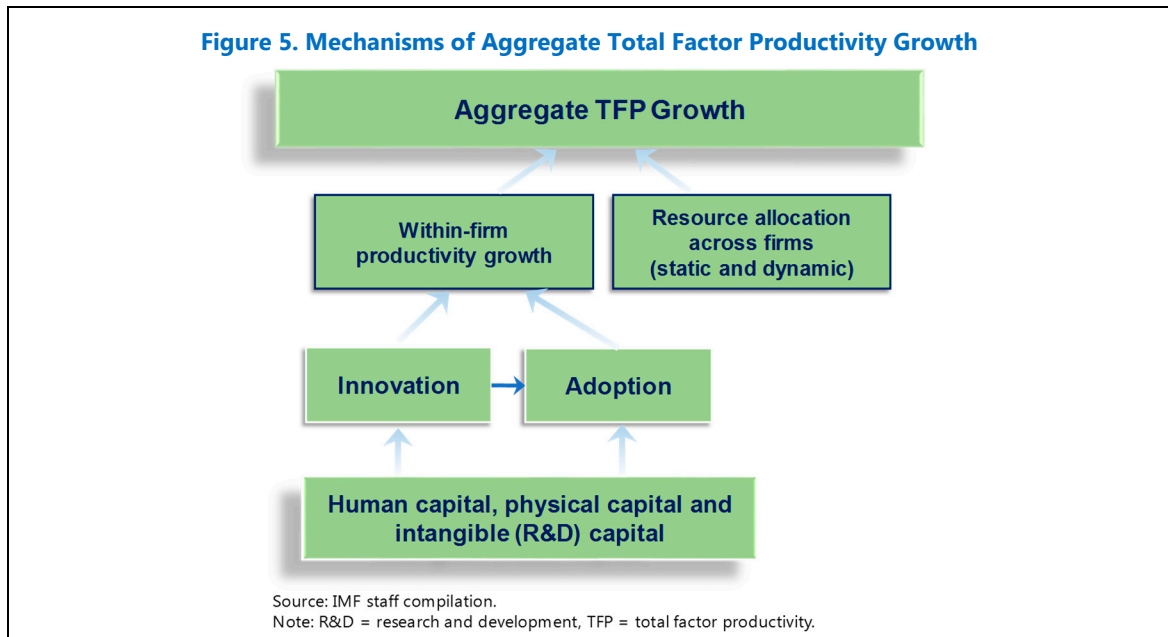 Figure 5. Mechanisms of Aggregate Total Factor Productivity Growth
Aggregate TFP Growth
Within-firm
productivity growth
Resource allocation
across firms
(static and dynamic)
Innovation
Adoption
Human capital, physical capital and
intangible (R&D) capital
Source: IMF staff compilation.
Note: R&D = research and development, TFP = total factor productivity.